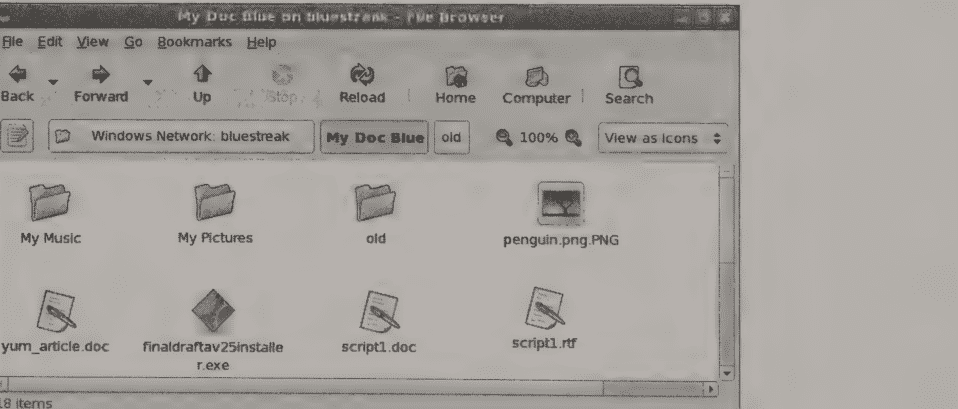 My Doc Blue on bluestreak - File Browser
File Edit View Go Bookmarks Help
Back Forward Up Stop Reload Home Computer Search
Windows Network: bluestreak My Doc Blue old 100% View as Icons
My Music My Pictures old penguin.png.PNG
yum_article.doc finaldraftav25installe script1.doc script1.rtf
r.exe
18 items